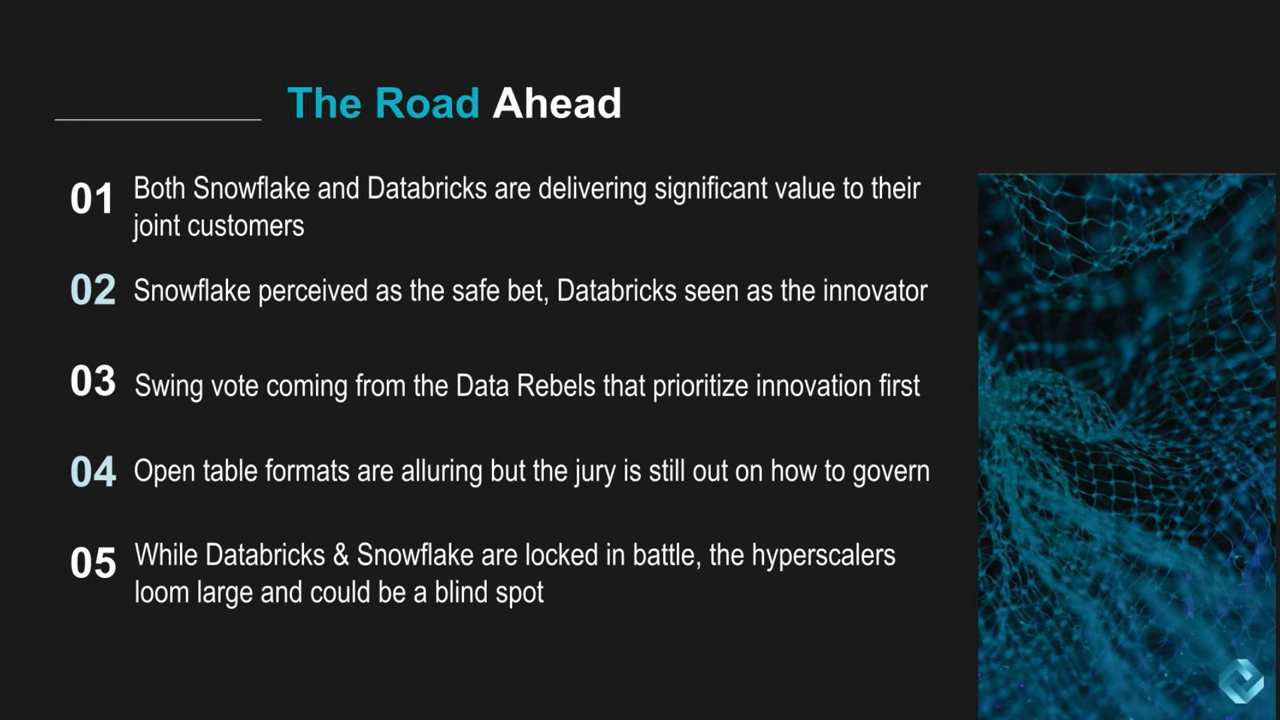 The Road Ahead
01 Both Snowflake and Databricks are delivering significant value to their
joint customers
02 Snowflake perceived as the safe bet, Databricks seen as the innovator
03 Swing vote coming from the Data Rebels that prioritize innovation first
04 Open table formats are alluring but the jury is still out on how to govern
05 While Databricks & Snowflake are locked in battle, the hyperscalers
loom large and could be a blind spot